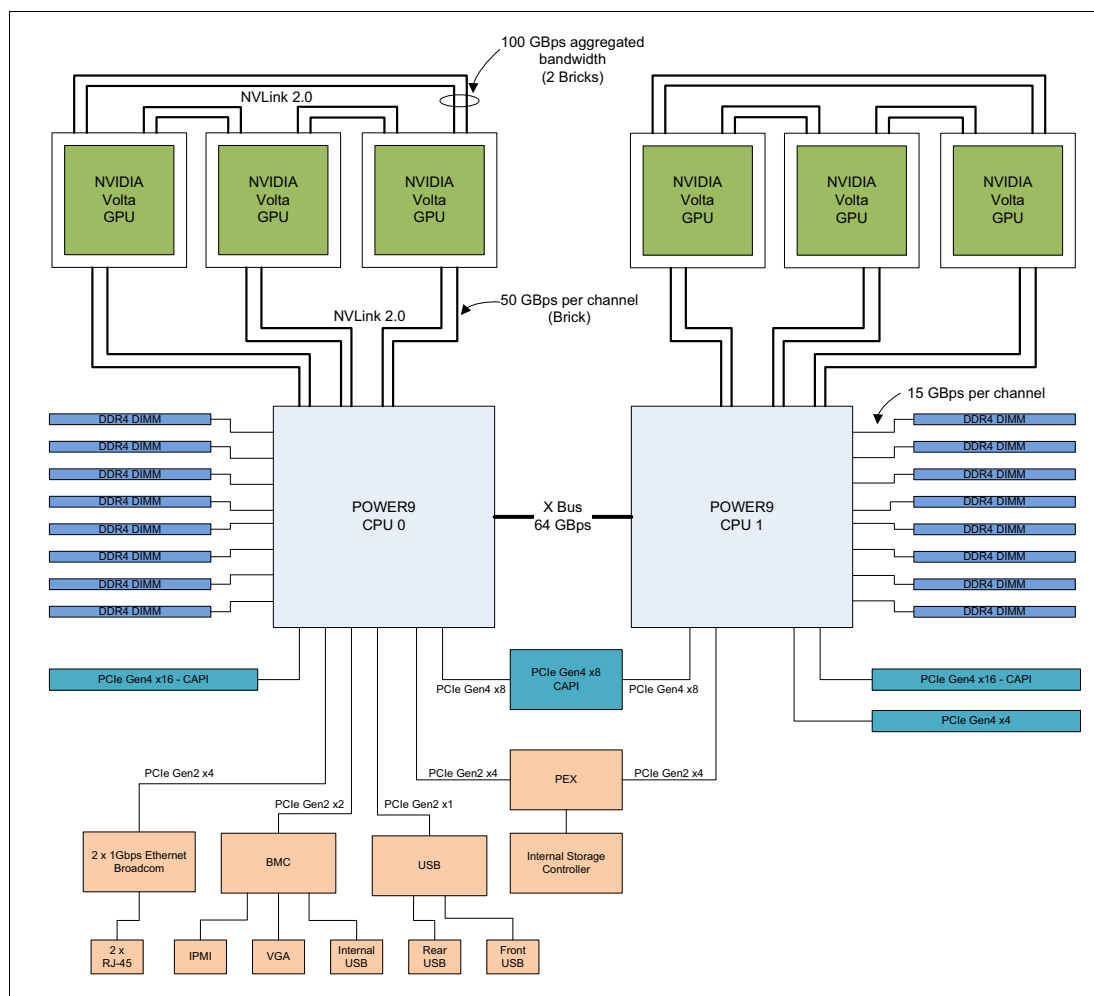 100 GBps aggregated
bandwidth
(2 Bricks)
NVLink 2.0
NVIDIA
Volta
GPU
NVIDIA
Volta
GPU
NVIDIA
Volta
GPU
NVIDIA
Volta
GPU
NVIDIA
Volta
GPU
NVIDIA
Volta
GPU
50 GBps per channel
(Brick)
NVLink 2.0
15 GBps per channel
DDR4 DIMM
DDR4 DIMM
DDR4 DIMM
DDR4 DIMM
DDR4 DIMM
DDR4 DIMM
DDR4 DIMM
DDR4 DIMM
POWER9
CPU 0
X Bus
64 GBps
POWER9
CPU 1
DDR4 DIMM
DDR4 DIMM
DDR4 DIMM
DDR4 DIMM
DDR4 DIMM
DDR4 DIMM
DDR4 DIMM
DDR4 DIMM
PCIe Gen4 x16 - CAPI
PCIe Gen4 x8
PCIe Gen4 x8
CAPI
PCIe Gen4 x8
PCIe Gen4 x16 - CAPI
PCIe Gen4 x4
PCIe Gen2 x4
PCIe Gen2 x4
PEX
PCIe Gen2 x4
PCIe Gen2 x2
PCIe Gen2 x1
2 x 1Gbps Ethernet
Broadcom
BMC
USB
Internal Storage
Controller
2 x
RJ-45
IPMI
VGA
Internal
USB
Rear
USB
Front
USB